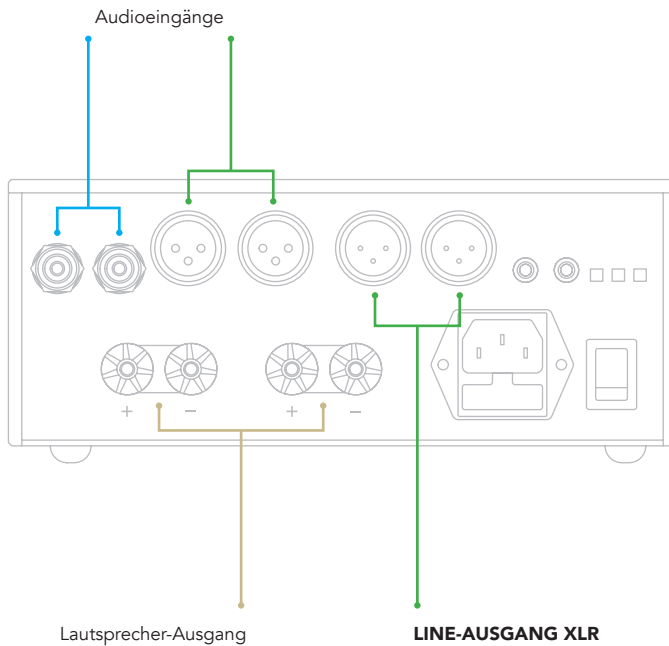 Audioeingänge
+ − + −
Lautsprecher-Ausgang
LINE-AUSGANG XLR